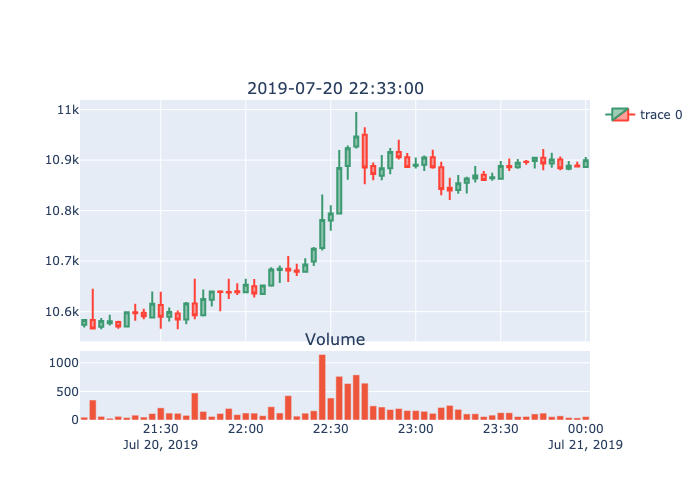 2019-07-20 22:33:00
11k
10.9k
10.8k
10.7k
10.6k
trace 0
Volume
1000
500
0
21:30
22:00
22:30
23:00
23:30
00:00
Jul 20, 2019
Jul 21, 2019